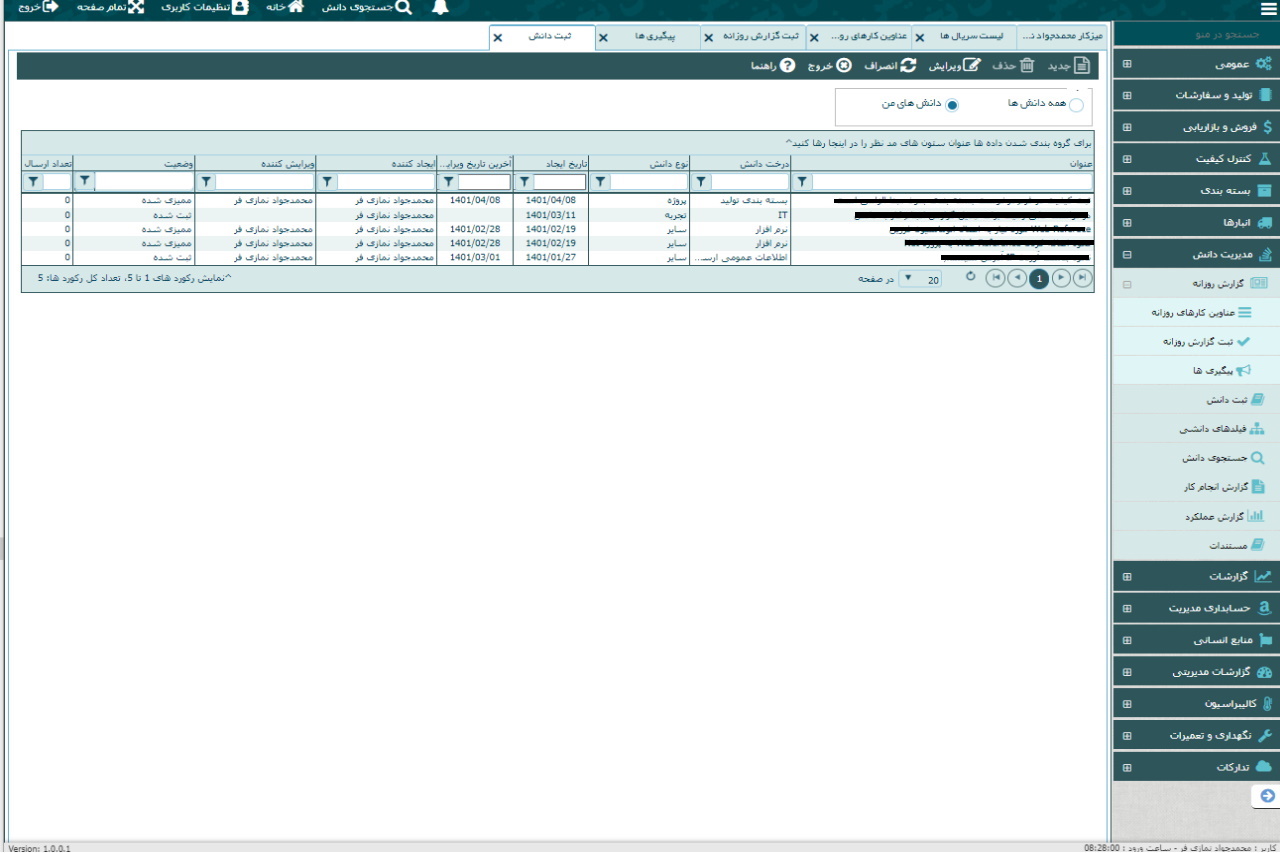 جستجوی دانش
خانه
تنظیمات کاربری
تمام صفحه
خروج
جستجو در منو
عمومی
تولید و سفارشات
فروش و بازاریابی
کنترل کیفیت
بسته بندی
انبارها
مدیریت دانش
گزارش روزانه
عناوین کارهای روزانه
ثبت گزارش روزانه
پیگیری ها
ثبت دانش
فیلدهای دانشی
جستجوی دانش
گزارش انجام کار
گزارش عملکرد
مستندات
گزارشات
حسابداری مدیریت
منابع انسانی
گزارشات مدیریتی
کالیبراسیون
نگهداری و تعمیرات
تدارکات
میزکار محمدجواد ن...
لیست سریال ها
عناوین کارهای رو...
ثبت گزارش روزانه
پیگیری ها
ثبت دانش
جدید حذف ویرایش انصراف خروج راهنما
همه دانش ها دانش های من
برای گروه بندی شدن داده ها عنوان ستون های مد نظر را در اینجا رها کنید^
عنوان درخت دانش نوع دانش تاریخ ایجاد آخرین تاریخ ویرای... ایجاد کننده ویرایش کننده وضعیت تعداد ارسال
بسته بندی تولید پروژه 1401/04/08 1401/04/08 محمدجواد نمازی فر محمدجواد نمازی فر ممیزی شده 0
IT تجربه 1401/03/11 محمدجواد نمازی فر ثبت شده 0
نرم افزار سایر 1401/02/19 1401/02/28 محمدجواد نمازی فر محمدجواد نمازی فر ممیزی شده 0
نرم افزار سایر 1401/02/19 1401/02/28 محمدجواد نمازی فر محمدجواد نمازی فر ممیزی شده 0
اطلاعات عمومی ارس... سایر 1401/01/27 1401/03/01 محمدجواد نمازی فر محمدجواد نمازی فر ثبت شده 0
1 20 در صفحه
^نمایش رکورد های 1 تا 5، تعداد کل رکورد ها: 5
کاربر : محمدجواد نمازی فر - ساعت ورود : 08:28:00
Version: 1.0.0.1